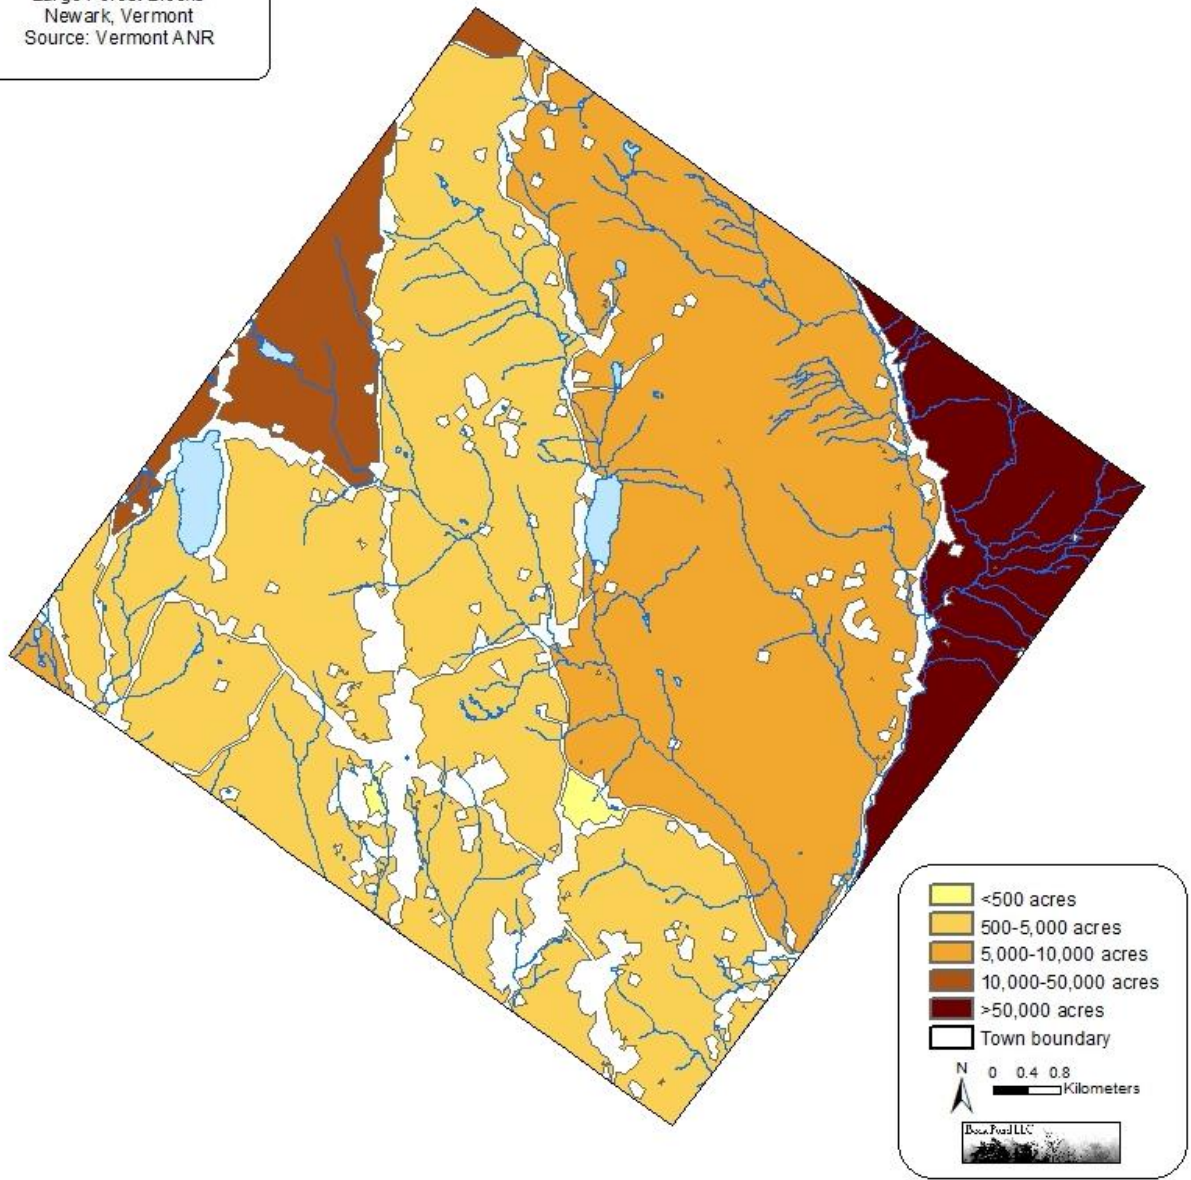 Newark, Vermont
Source: Vermont ANR
<500 acres
500-5,000 acres
5,000-10,000 acres
10,000-50,000 acres
>50,000 acres
Town boundary
N
0 0.4 0.8
Kilometers
LLC